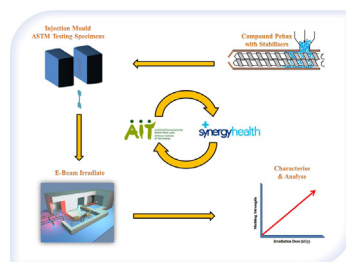 Injection Mould
ASTM Testing Specimens
Compound Pebax
with Stabilisers
AIT
synergyhealth
E-Beam Irradiate
Characterise
& Analyse
Irradiation Dose (kGy)